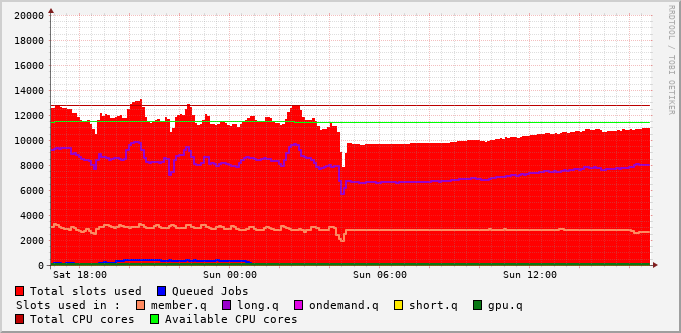 RRDTOOL / TOBI OETIKER
20000
18000
16000
14000
12000
10000
8000
6000
4000
2000
0
Sat 18:00 Sun 00:00 Sun 06:00 Sun 12:00
Total slots used Queued Jobs
Slots used in : member.q long.q ondemand.q short.q gpu.q
Total CPU cores Available CPU cores